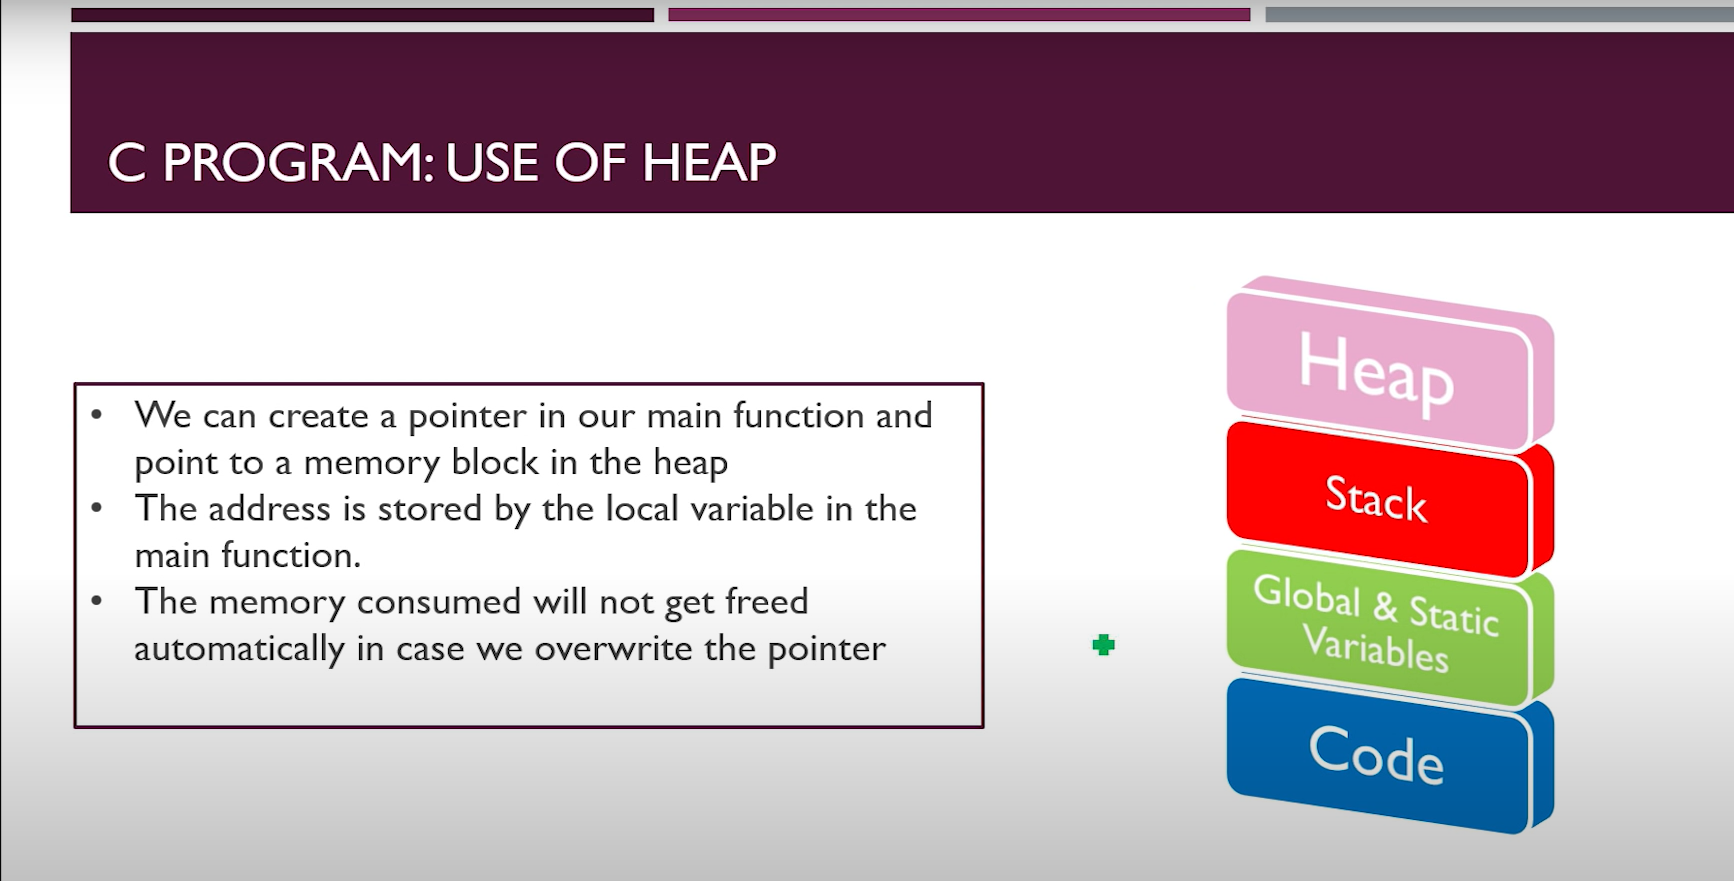 C PROGRAM: USE OF HEAP
• We can create a pointer in our main function and
point to a memory block in the heap
• The address is stored by the local variable in the
main function.
• The memory consumed will not get freed
automatically in case we overwrite the pointer
Heap
Stack
Global & Static
Variables
Code